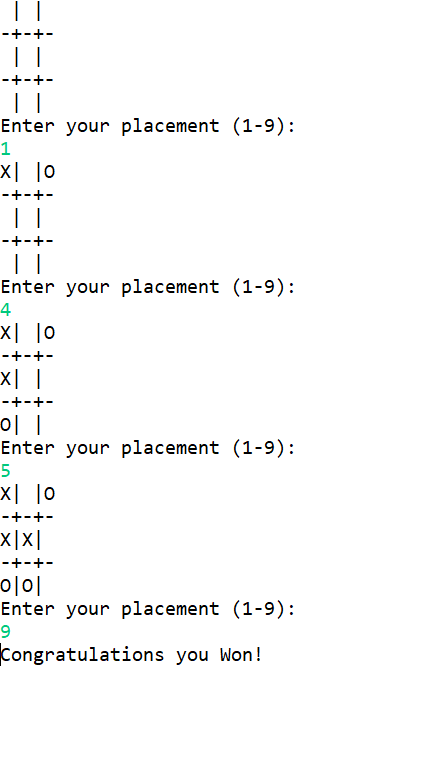 | |
-+-+-
 | |
-+-+-
 | |
Enter your placement (1-9):
1
X| |O
-+-+-
 | |
-+-+-
 | |
Enter your placement (1-9):
4
X| |O
-+-+-
X| |
-+-+-
O| |
Enter your placement (1-9):
5
X| |O
-+-+-
X|X|
-+-+-
O|O|
Enter your placement (1-9):
9
Congratulations you Won!